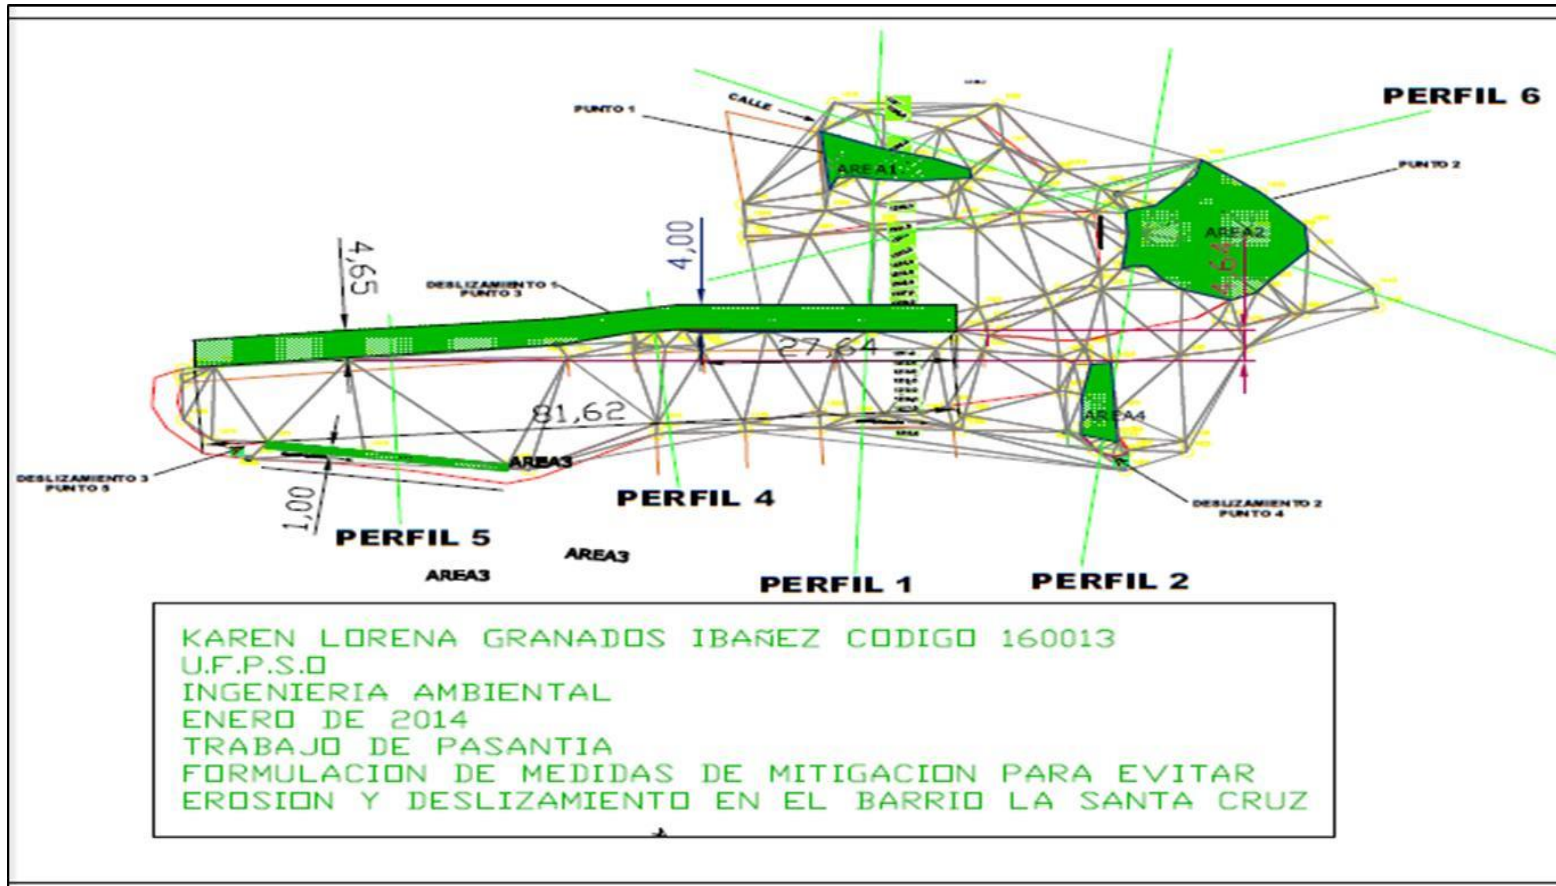 PERFIL 6
PUNTO 1
CALLE
PUNTO 2
AREA1
AREA2
4,65
4,00
4,64
DESLIZAMIENTO 1
PUNTO 3
27,64
81,62
AREA4
AREA3
DESLIZAMIENTO 3
PUNTO 5
1,00
DESLIZAMIENTO 2
PUNTO 4
PERFIL 4
PERFIL 5
AREA3
AREA3
PERFIL 1
PERFIL 2
KAREN LORENA GRANADOS IBAÑEZ CODIGO 160013
U.F.P.S.O
INGENIERIA AMBIENTAL
ENERO DE 2014
TRABAJO DE PASANTIA
FORMULACION DE MEDIDAS DE MITIGACION PARA EVITAR
EROSION Y DESLIZAMIENTO EN EL BARRIO LA SANTA CRUZ